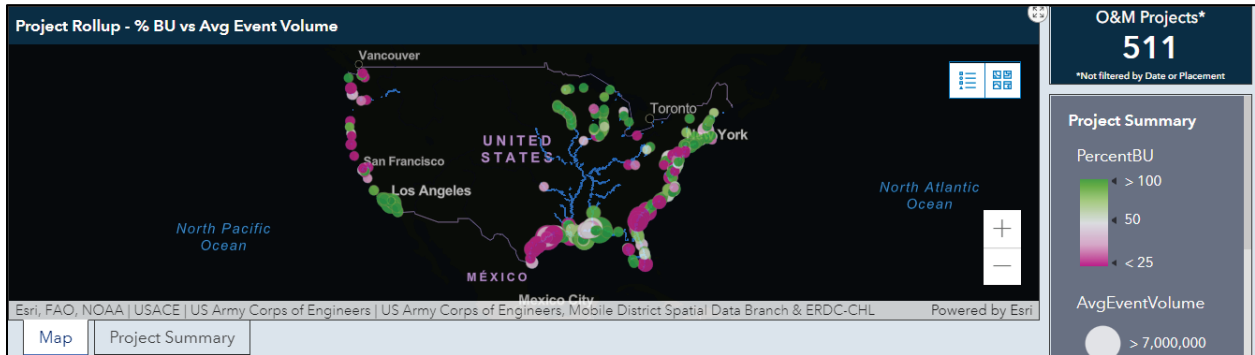 Project Rollup - % BU vs Avg Event Volume
Vancouver
Toronto
UNITED
STATES
York
San Francisco
Los Angeles
North Atlantic
Ocean
North Pacific
Ocean
MÉXICO
Mexico City
Esri, FAO, NOAA | USACE | US Army Corps of Engineers | US Army Corps of Engineers, Mobile District Spatial Data Branch & ERDC-CHL
Powered by Esri
Map
Project Summary
O&M Projects*
511
*Not filtered by Date or Placement
Project Summary
PercentBU
> 100
50
< 25
AvgEventVolume
> 7,000,000